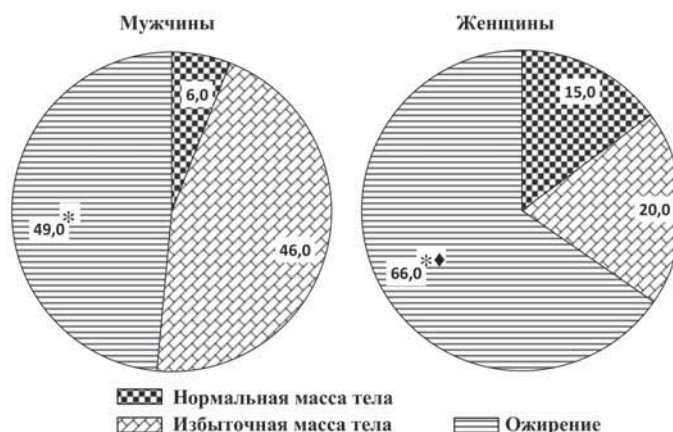 Мужчины
Женщины
6,0
15,0
49,0*
46,0
66,0*♦
20,0
Нормальная масса тела
Избыточная масса тела
Ожирение